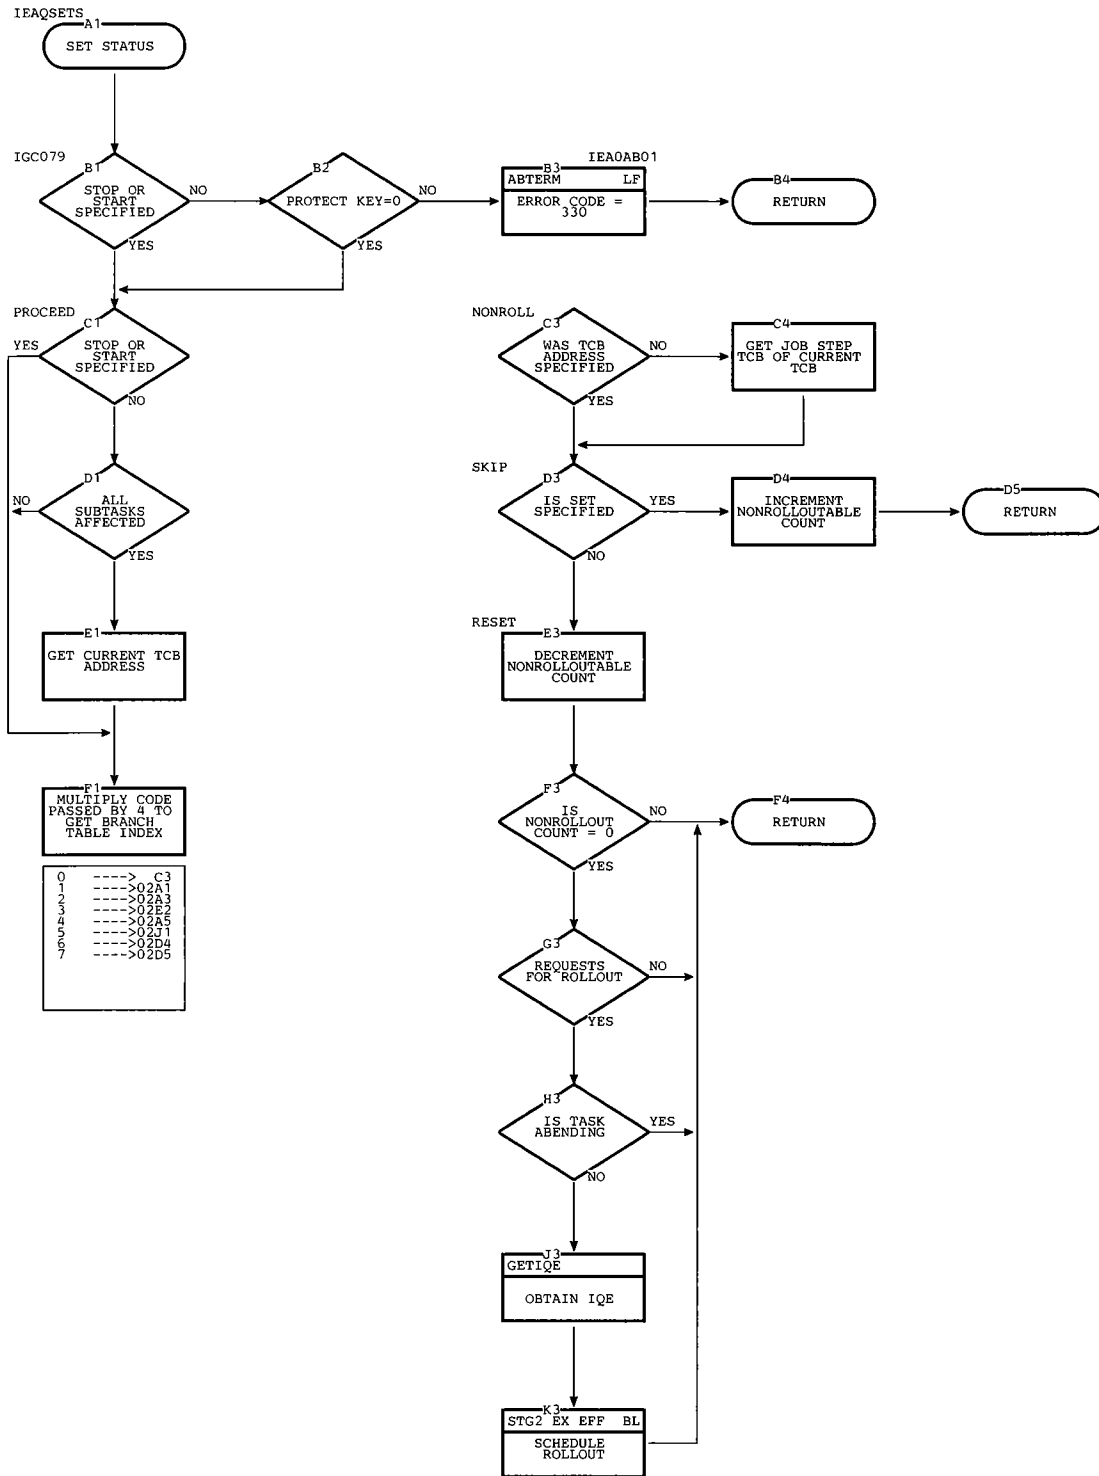 IEAQSETS
A1
SET STATUS
IGC079
B1
STOP OR
START
SPECIFIED
NO
YES
B2
PROTECT KEY=0
NO
YES
IEA0AB01
B3
ABTERM LF
ERROR CODE =
330
B4
RETURN
PROCEED
C1
YES
STOP OR
START
SPECIFIED
NO
NONROLL
C3
WAS TCB
ADDRESS
SPECIFIED
NO
YES
C4
GET JOB STEP
TCB OF CURRENT
TCB
D1
NO
ALL
SUBTASKS
AFFECTED
YES
SKIP
D3
IS SET
SPECIFIED
YES
NO
D4
INCREMENT
NONROLLOUTABLE
COUNT
D5
RETURN
E1
GET CURRENT TCB
ADDRESS
RESET
E3
DECREMENT
NONROLLOUTABLE
COUNT
F1
MULTIPLY CODE
PASSED BY 4 TO
GET BRANCH
TABLE INDEX
0 ----> C3
1 ---->02A1
2 ---->02A3
3 ---->02E2
4 ---->02A5
5 ---->02J1
6 ---->02D4
7 ---->02D5
F3
IS
NONROLLOUT
COUNT = 0
NO
YES
F4
RETURN
G3
REQUESTS
FOR ROLLOUT
NO
YES
H3
IS TASK
ABENDING
YES
NO
J3
GETIQE
OBTAIN IQE
K3
STG2 EX EFF BL
SCHEDULE
ROLLOUT